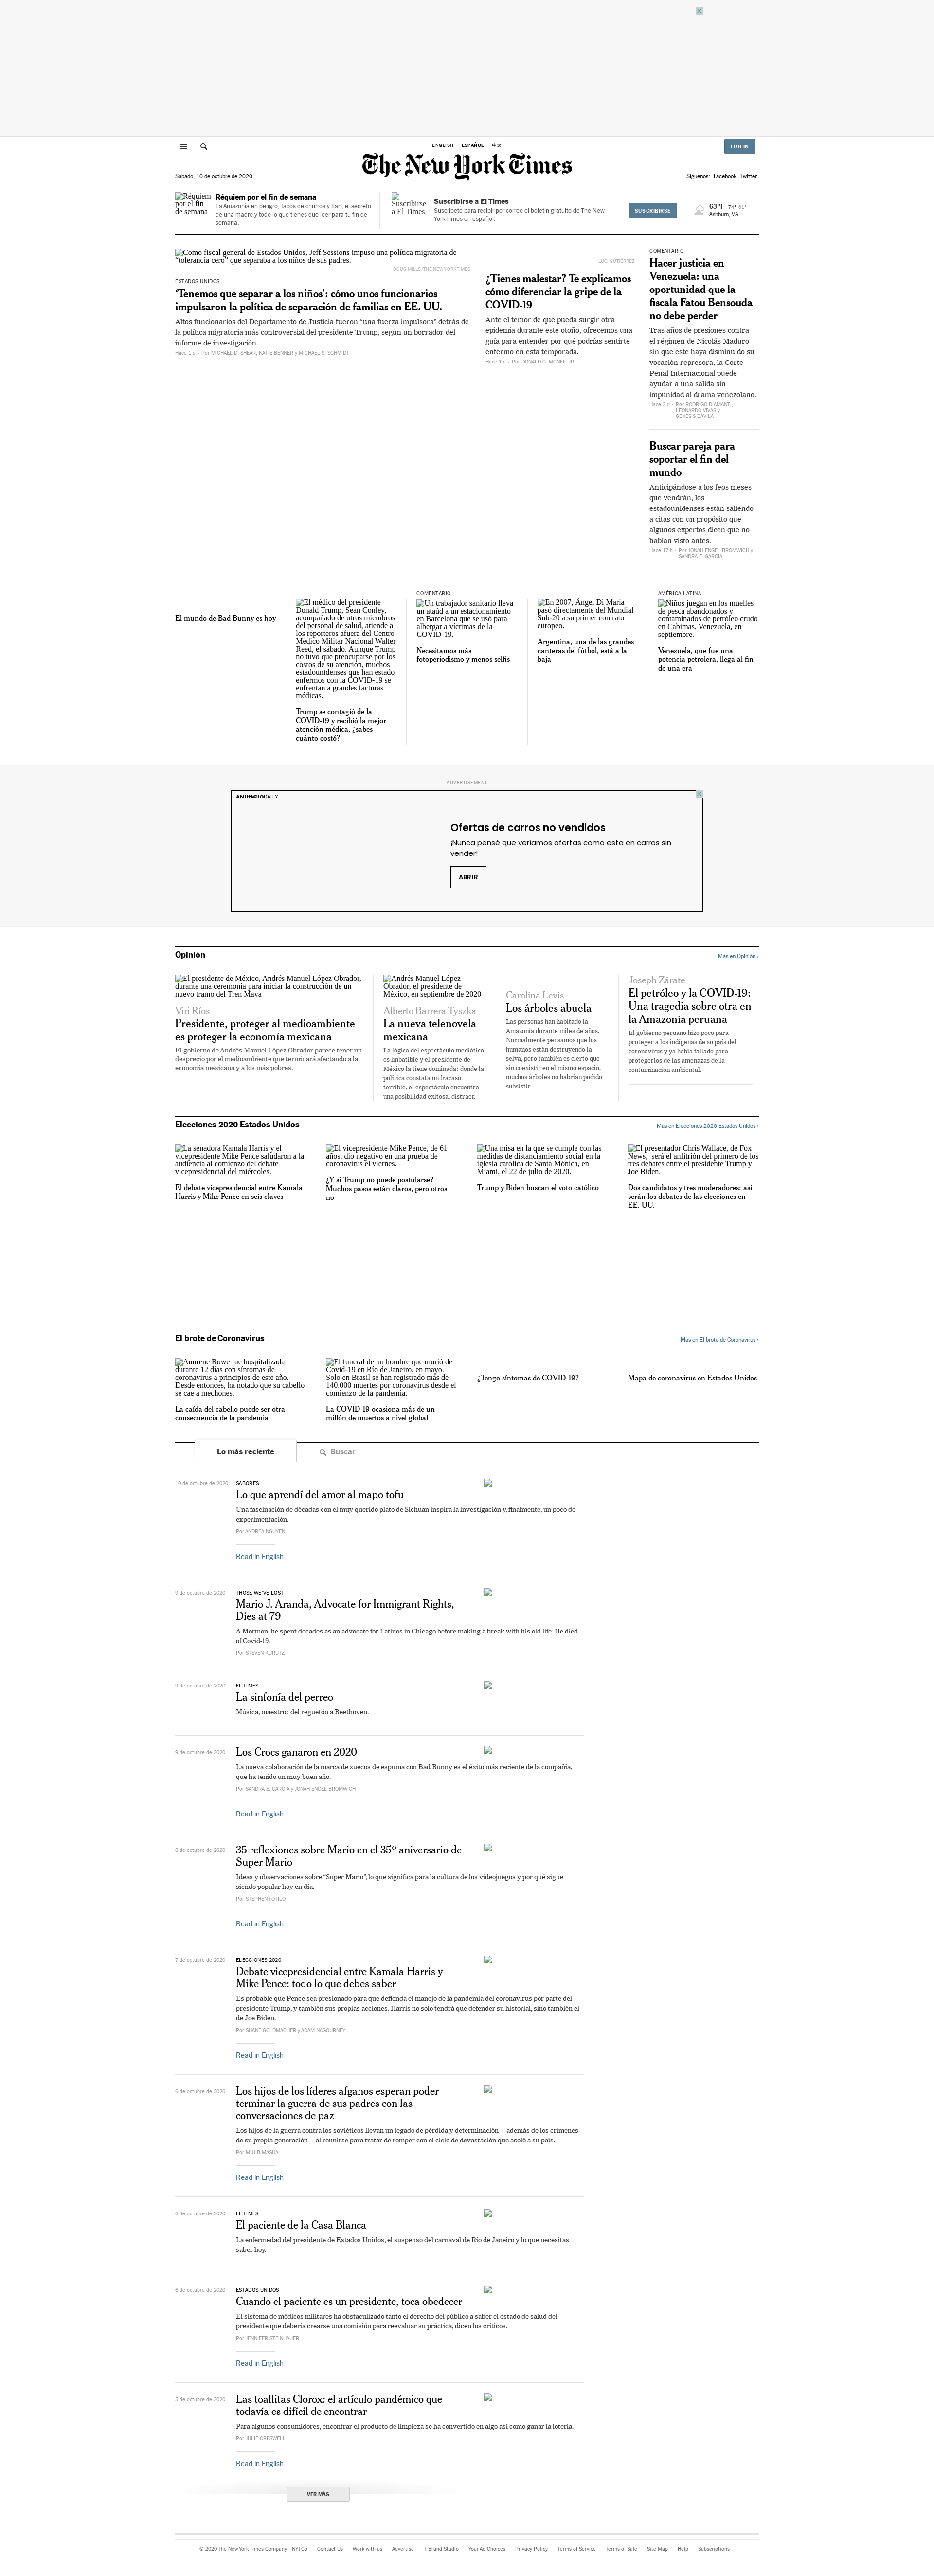 ENGLISH ESPAÑOL 中文
LOG IN
The New York Times
Sábado, 10 de octubre de 2020
Síguenos: Facebook Twitter
Réquiem por el fin de semana
Réquiem por el fin de semana
la Amazonía en peligro, tacos de churros y flan, el secreto
de una madre y todo lo que tienes que leer para tu fin de
semana.
Suscribirse a El Times
Suscribirse a El Times
Suscríbete para recibir por correo el boletín gratuito de The New
York Times en español.
SUSCRIBIRSE
63°F 74° 61°
Ashburn, VA
Como fiscal general de Estados Unidos, Jeff Sessions impuso una política migratoria de
“tolerancia cero” que separaba a los niños de sus padres.
DOUG MILLS/THE NEW YORK TIMES
ESTADOS UNIDOS
‘Tenemos que separar a los niños’: cómo unos funcionarios
impulsaron la política de separación de familias en EE. UU.
Altos funcionarios del Departamento de Justicia fueron “una fuerza impulsora” detrás de
la política migratoria más controversial del presidente Trump, según un borrador del
informe de investigación.
Hace 1 d - Por MICHAEL D. SHEAR, KATIE BENNER y MICHAEL S. SCHMIDT
LUCI GUTIÉRREZ
¿Tienes malestar? Te explicamos
cómo diferenciar la gripe de la
COVID-19
Ante el temor de que pueda surgir otra
epidemia durante este otoño, ofrecemos una
guía para entender por qué podrías sentirte
enfermo en esta temporada.
Hace 1 d - Por DONALD G. MCNEIL JR.
COMENTARIO
Hacer justicia en
Venezuela: una
oportunidad que la
fiscala Fatou Bensouda
no debe perder
Tras años de presiones contra
el régimen de Nicolás Maduro
sin que este haya disminuido su
vocación represora, la Corte
Penal Internacional puede
ayudar a una salida sin
impunidad al drama venezolano.
Hace 2 d - Por RODRIGO DIAMANTI,
LEONARDO VIVAS y
GÉNESIS DÁVILA
Buscar pareja para
soportar el fin del
mundo
Anticipándose a los feos meses
que vendrán, los
estadounidenses están saliendo
a citas con un propósito que
algunos expertos dicen que no
habían visto antes.
Hace 17 h - Por JONAH ENGEL BROMWICH y
SANDRA E. GARCIA
El mundo de Bad Bunny es hoy
El médico del presidente
Donald Trump, Sean Conley,
acompañado de otros miembros
del personal de salud, atiende a
los reporteros afuera del Centro
Médico Militar Nacional Walter
Reed, el sábado. Aunque Trump
no tuvo que preocuparse por los
costos de su atención, muchos
estadounidenses que han estado
enfermos con la COVID-19 se
enfrentan a grandes facturas
médicas.
Trump se contagió de la
COVID-19 y recibió la mejor
atención médica, ¿sabes
cuánto costó?
COMENTARIO
Un trabajador sanitario lleva
un ataúd a un estacionamiento
en Barcelona que se usó para
albergar a víctimas de la
COVID-19.
Necesitamos más
fotoperiodismo y menos selfis
En 2007, Ángel Di María
pasó directamente del Mundial
Sub-20 a su primer contrato
europeo.
Argentina, una de las grandes
canteras del fútbol, está a la
baja
AMÉRICA LATINA
Niños juegan en los muelles
de pesca abandonados y
contaminados de petróleo crudo
en Cabimas, Venezuela, en
septiembre.
Venezuela, que fue una
potencia petrolera, llega al fin
de una era
ADVERTISEMENT
Ofertas de carros no vendidos
¡Nunca pensé que veríamos ofertas como esta en carros sin
vender!
ABRIR
Opinión
Más en Opinión ›
El presidente de México, Andrés Manuel López Obrador,
durante una ceremonia para iniciar la construcción de un
nuevo tramo del Tren Maya
Viri Ríos
Presidente, proteger al medioambiente
es proteger la economía mexicana
El gobierno de Andrés Manuel López Obrador parece tener un
desprecio por el medioambiente que terminará afectando a la
economía mexicana y a los más pobres.
Andrés Manuel López
Obrador, el presidente de
México, en septiembre de 2020
Alberto Barrera Tyszka
La nueva telenovela
mexicana
La lógica del espectáculo mediático
es imbatible y el presidente de
México la tiene dominada: donde la
política constata un fracaso
terrible, el espectáculo encuentra
una posibilidad exitosa, distraer.
Carolina Levis
Los árboles abuela
Las personas han habitado la
Amazonía durante miles de años.
Normalmente pensamos que los
humanos están destruyendo la
selva, pero también es cierto que
sin coexistir en el mismo espacio,
muchos árboles no habrían podido
subsistir.
Joseph Zárate
El petróleo y la COVID-19:
Una tragedia sobre otra en
la Amazonía peruana
El gobierno peruano hizo poco para
proteger a los indígenas de su país del
coronavirus y ya había fallado para
protegerlos de las amenazas de la
contaminación ambiental.
Elecciones 2020 Estados Unidos
Más en Elecciones 2020 Estados Unidos ›
La senadora Kamala Harris y el
vicepresidente Mike Pence saludaron a la
audiencia al comienzo del debate
vicepresidencial del miércoles.
El debate vicepresidencial entre Kamala
Harris y Mike Pence en seis claves
El vicepresidente Mike Pence, de 61
años, dio negativo en una prueba de
coronavirus el viernes.
¿Y si Trump no puede postularse?
Muchos pasos están claros, pero otros
no
Una misa en la que se cumple con las
medidas de distanciamiento social en la
iglesia católica de Santa Mónica, en
Miami, el 22 de julio de 2020.
Trump y Biden buscan el voto católico
El presentador Chris Wallace, de Fox
News, será el anfitrión del primero de los
tres debates entre el presidente Trump y
Joe Biden.
Dos candidatos y tres moderadores: así
serán los debates de las elecciones en
EE. UU.
El brote de Coronavirus
Más en El brote de Coronavirus ›
Annrene Rowe fue hospitalizada
durante 12 días con síntomas de
coronavirus a principios de este año.
Desde entonces, ha notado que su cabello
se cae a mechones.
La caída del cabello puede ser otra
consecuencia de la pandemia
El funeral de un hombre que murió de
Covid-19 en Río de Janeiro, en mayo.
Solo en Brasil se han registrado más de
140.000 muertes por coronavirus desde el
comienzo de la pandemia.
La COVID-19 ocasiona más de un
millón de muertos a nivel global
¿Tengo síntomas de COVID-19?
Mapa de coronavirus en Estados Unidos
Lo más reciente
Buscar
10 de octubre de 2020
SABORES
Lo que aprendí del amor al mapo tofu
Una fascinación de décadas con el muy querido plato de Sichuan inspira la investigación y, finalmente, un poco de
experimentación.
Por ANDREA NGUYEN
Read in English
9 de octubre de 2020
THOSE WE'VE LOST
Mario J. Aranda, Advocate for Immigrant Rights,
Dies at 79
A Mormon, he spent decades as an advocate for Latinos in Chicago before making a break with his old life. He died
of Covid-19.
Por STEVEN KURUTZ
9 de octubre de 2020
EL TIMES
La sinfonía del perreo
Música, maestro: del reguetón a Beethoven.
9 de octubre de 2020
Los Crocs ganaron en 2020
La nueva colaboración de la marca de zuecos de espuma con Bad Bunny es el éxito más reciente de la compañía,
que ha tenido un muy buen año.
Por SANDRA E. GARCIA y JONAH ENGEL BROMWICH
Read in English
8 de octubre de 2020
35 reflexiones sobre Mario en el 35º aniversario de
Super Mario
Ideas y observaciones sobre “Super Mario”, lo que significa para la cultura de los videojuegos y por qué sigue
siendo popular hoy en día.
Por STEPHEN TOTILO
Read in English
7 de octubre de 2020
ELECCIONES 2020
Debate vicepresidencial entre Kamala Harris y
Mike Pence: todo lo que debes saber
Es probable que Pence sea presionado para que defienda el manejo de la pandemia del coronavirus por parte del
presidente Trump, y también sus propias acciones. Harris no solo tendrá que defender su historial, sino también el
de Joe Biden.
Por SHANE GOLDMACHER y ADAM NAGOURNEY
Read in English
6 de octubre de 2020
Los hijos de los líderes afganos esperan poder
terminar la guerra de sus padres con las
conversaciones de paz
Los hijos de la guerra contra los soviéticos llevan un legado de pérdida y determinación —además de los crímenes
de su propia generación— al reunirse para tratar de romper con el ciclo de devastación que asoló a su país.
Por MUJIB MASHAL
Read in English
6 de octubre de 2020
EL TIMES
El paciente de la Casa Blanca
La enfermedad del presidente de Estados Unidos, el suspenso del carnaval de Río de Janeiro y lo que necesitas
saber hoy.
6 de octubre de 2020
ESTADOS UNIDOS
Cuando el paciente es un presidente, toca obedecer
El sistema de médicos militares ha obstaculizado tanto el derecho del público a saber el estado de salud del
presidente que debería crearse una comisión para reevaluar su práctica, dicen los críticos.
Por JENNIFER STEINHAUER
Read in English
5 de octubre de 2020
Las toallitas Clorox: el artículo pandémico que
todavía es difícil de encontrar
Para algunos consumidores, encontrar el producto de limpieza se ha convertido en algo así como ganar la lotería.
Por JULIE CRESWELL
Read in English
VER MÁS
© 2020 The New York Times Company NYTCo Contact Us Work with us Advertise T Brand Studio Your Ad Choices Privacy Policy Terms of Service Terms of Sale Site Map Help Subscriptions